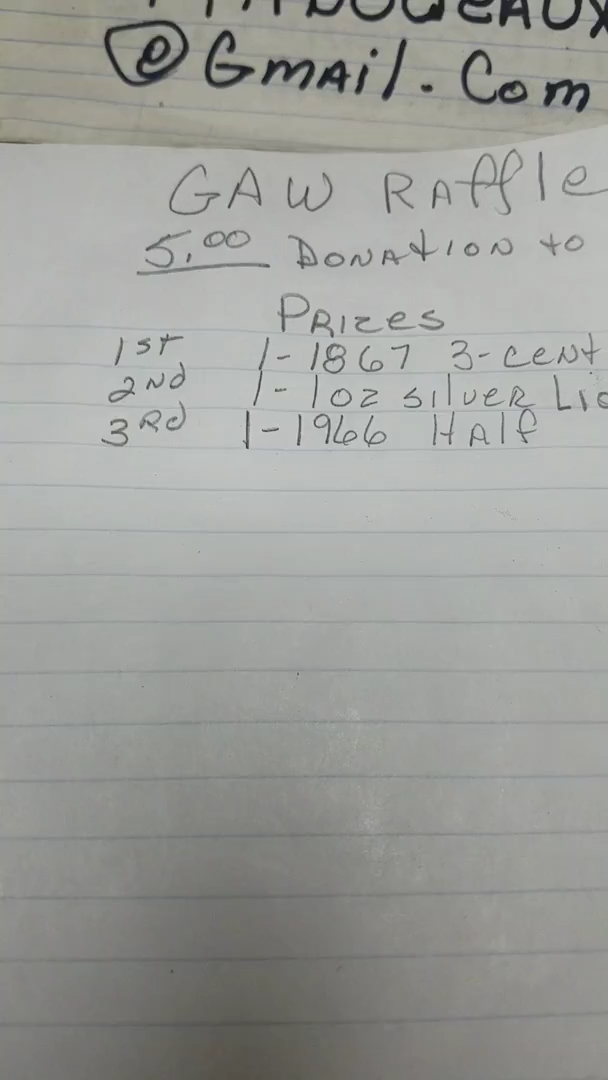 @Gmail.Com
GAW RAffle
5.00 DONAtION to
PRIzes
1st 1-1867 3-cent
2Nd 1-1oz silver
3Rd 1-1966 HAlf